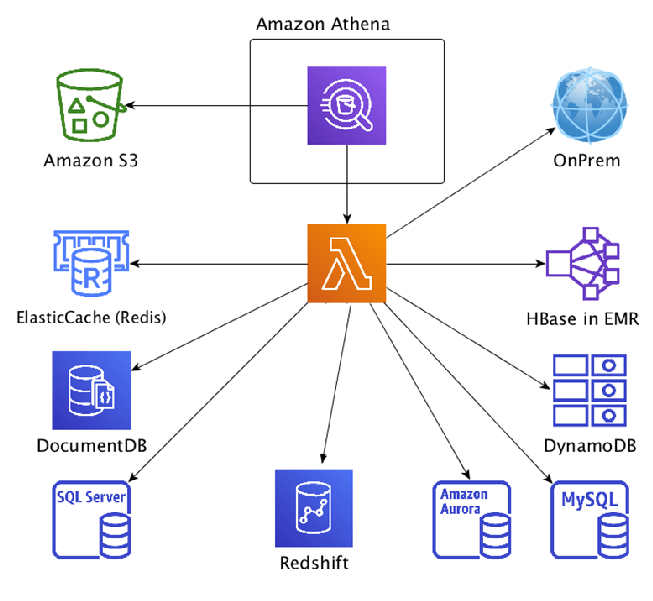 Amazon Athena
Amazon S3
OnPrem
R
ElasticCache (Redis)
HBase in EMR
DocumentDB
DynamoDB
SQL Server
Amazon
Aurora
MySQL
Redshift